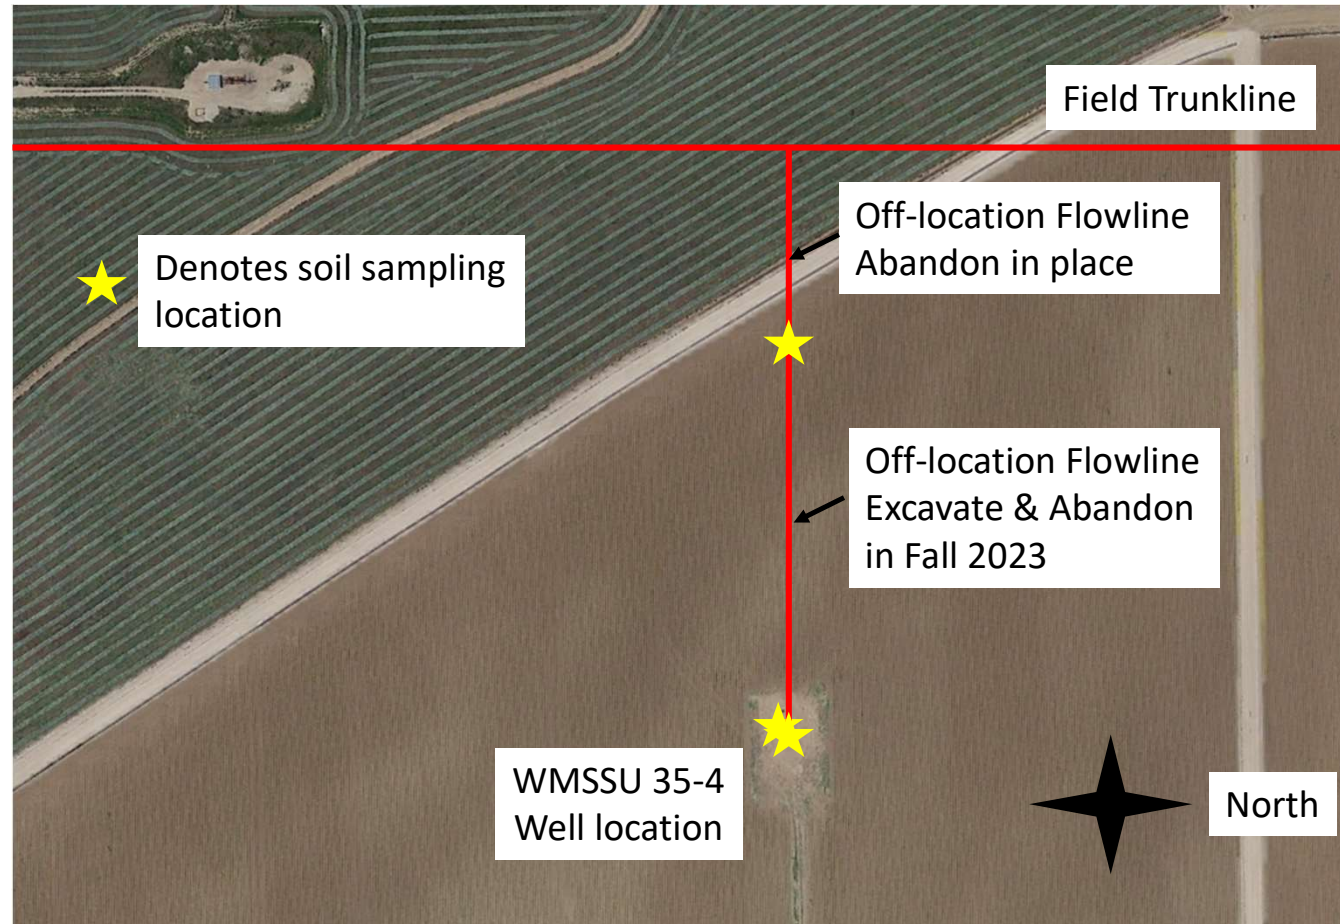 Field Trunkline
Off-location Flowline
Abandon in place
Denotes soil sampling
location
Off-location Flowline
Excavate & Abandon
in Fall 2023
WMSSU 35-4
Well location
North